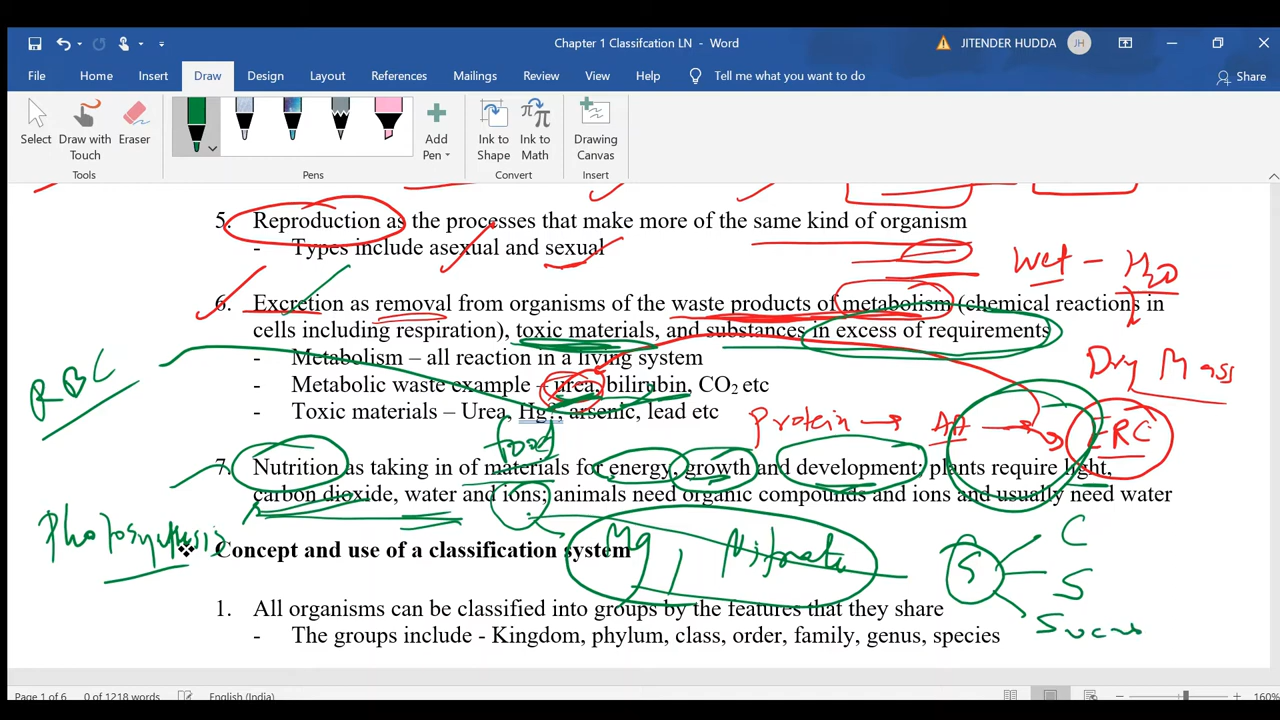 Chapter 1 Classifcation LN - Word
JITENDER HUDDA
JH
File Home Insert Draw Design Layout References Mailings Review View Help Tell me what you want to do
Share
Select
Draw with Touch
Eraser
Add Pen
Ink to Shape
Ink to Math
Drawing Canvas
Tools
Pens
Convert
Insert
5. Reproduction as the processes that make more of the same kind of organism
- Types include asexual and sexual
Wet - H2O
6. Excretion as removal from organisms of the waste products of metabolism (chemical reactions in
cells including respiration), toxic materials, and substances in excess of requirements
- Metabolism – all reaction in a living system
Dry Mass
- Metabolic waste example – urea, bilirubin, CO2 etc
RBC
- Toxic materials – Urea, Hg2, arsenic, lead etc
Protein → AA →
food
7. Nutrition as taking in of materials for energy, growth and development; plants require light,
carbon dioxide, water and ions; animals need organic compounds and ions and usually need water
Photosynthesis
Mg Nitrate
S C
S
❖ Concept and use of a classification system
1. All organisms can be classified into groups by the features that they share
- The groups include - Kingdom, phylum, class, order, family, genus, species
Page 1 of 6 0 of 1218 words English (India) 160%